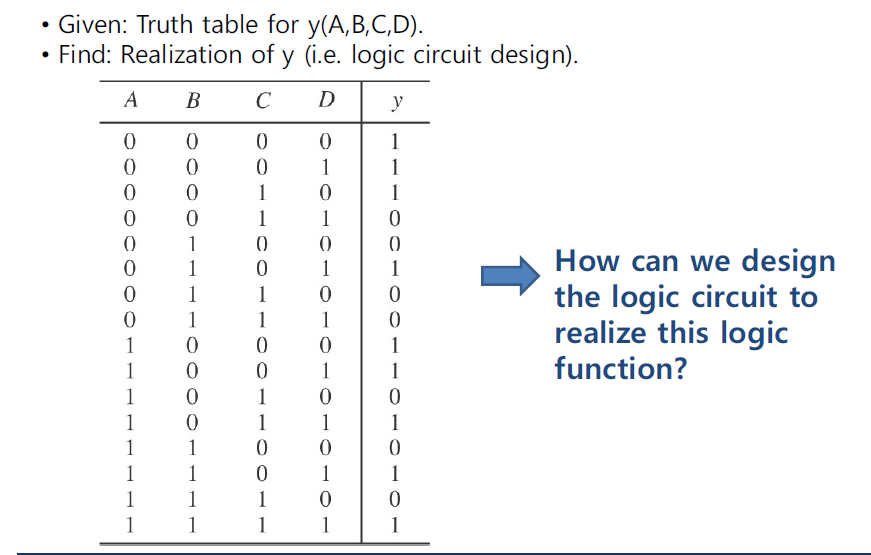 • Given: Truth table for y(A,B,C,D).
• Find: Realization of y (i.e. logic circuit design).
A B C D y
0 0 0 0 1
0 0 0 1 1
0 0 1 0 1
0 0 1 1 0
0 1 0 0 0
0 1 0 1 1
0 1 1 0 0
0 1 1 1 0
1 0 0 0 1
1 0 0 1 1
1 0 1 0 0
1 0 1 1 1
1 1 0 0 0
1 1 0 1 1
1 1 1 0 0
1 1 1 1 1
How can we design
the logic circuit to
realize this logic
function?